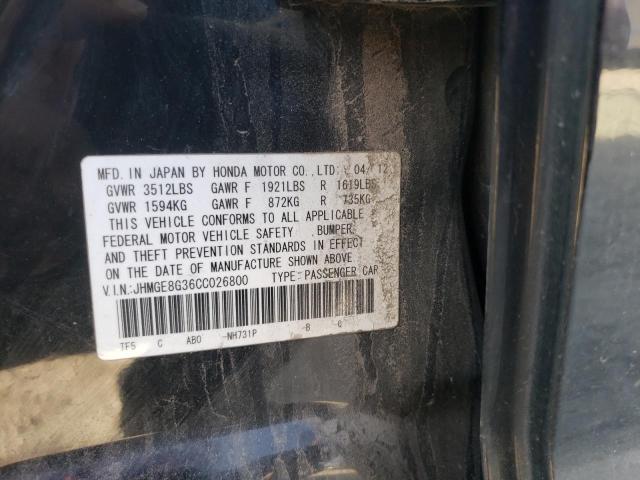 MFD. IN JAPAN BY HONDA MOTOR CO.,LTD. 04/12
GVWR 3512LBS GAWR F 1921LBS R 1619LBS
GVWR 1594KG GAWR F 872KG R 735KG
THIS VEHICLE CONFORMS TO ALL APPLICABLE
FEDERAL MOTOR VEHICLE SAFETY .BUMPER.
AND THEFT PREVENTION STANDARDS IN EFFECT
ON THE DATE OF MANUFACTURE SHOWN ABOVE.
V.I.N.:JHMGE8G36CC026800 TYPE:PASSENGER CAR
TF5 C AB0 -NH731P -B 0